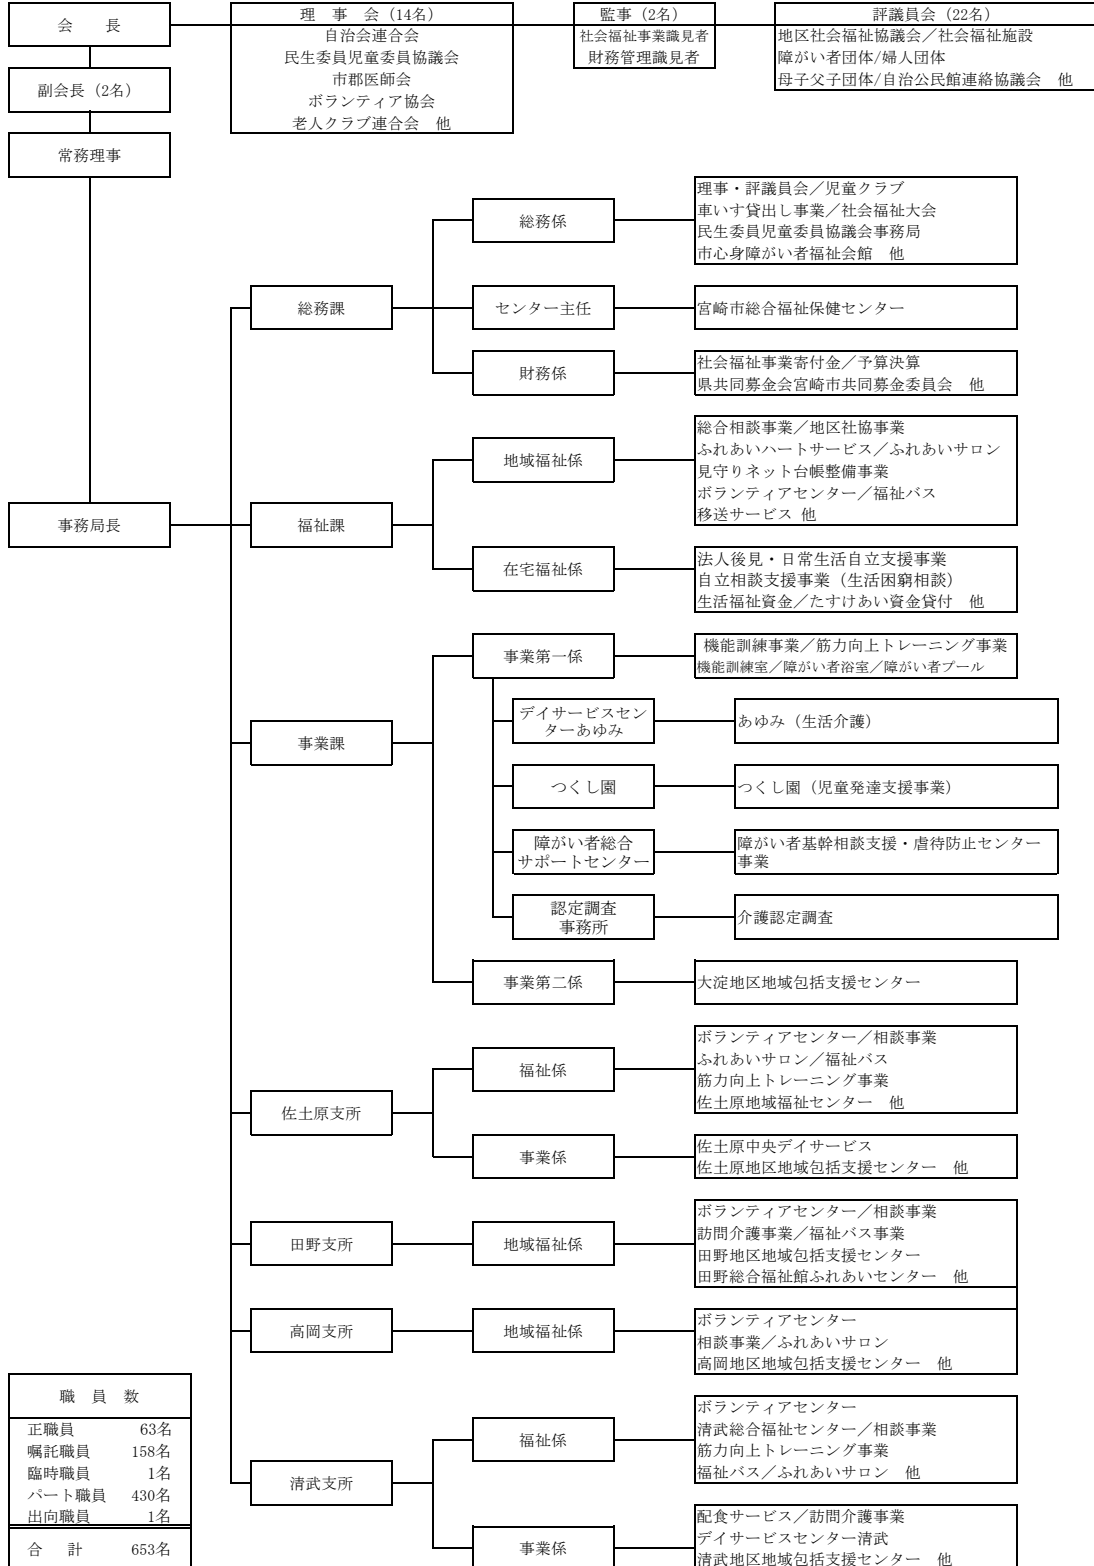 会　長
副会長（2名）
常務理事
理　事　会（14名）
自治会連合会
民生委員児童委員協議会
市郡医師会
ボランティア協会
老人クラブ連合会　他
監事（2名）
社会福祉事業識見者
財務管理識見者
評議員会（22名）
地区社会福祉協議会／社会福祉施設
障がい者団体/婦人団体
母子父子団体/自治公民館連絡協議会　他
事務局長
総務課
総務係
理事・評議員会／児童クラブ
車いす貸出し事業／社会福祉大会
民生委員児童委員協議会事務局
市心身障がい者福祉会館　他
センター主任
宮崎市総合福祉保健センター
財務係
社会福祉事業寄付金／予算決算
県共同募金会宮崎市共同募金委員会　他
福祉課
地域福祉係
総合相談事業／地区社協事業
ふれあいハートサービス／ふれあいサロン
見守りネット台帳整備事業
ボランティアセンター／福祉バス
移送サービス 他
在宅福祉係
法人後見・日常生活自立支援事業
自立相談支援事業（生活困窮相談）
生活福祉資金／たすけあい資金貸付　他
事業課
事業第一係
機能訓練事業／筋力向上トレーニング事業
機能訓練室／障がい者浴室／障がい者プール
デイサービスセン
ターあゆみ
あゆみ（生活介護）
つくし園
つくし園（児童発達支援事業）
障がい者総合
サポートセンター
障がい者基幹相談支援・虐待防止センター
事業
認定調査
事務所
介護認定調査
事業第二係
大淀地区地域包括支援センター
佐土原支所
福祉係
ボランティアセンター／相談事業
ふれあいサロン／福祉バス
筋力向上トレーニング事業
佐土原地域福祉センター　他
事業係
佐土原中央デイサービス
佐土原地区地域包括支援センター　他
田野支所
地域福祉係
ボランティアセンター／相談事業
訪問介護事業／福祉バス事業
田野地区地域包括支援センター
田野総合福祉館ふれあいセンター　他
高岡支所
地域福祉係
ボランティアセンター
相談事業／ふれあいサロン
高岡地区地域包括支援センター　他
清武支所
福祉係
ボランティアセンター
清武総合福祉センター／相談事業
筋力向上トレーニング事業
福祉バス／ふれあいサロン　他
事業係
配食サービス／訪問介護事業
デイサービスセンター清武
清武地区地域包括支援センター　他
職　員　数
正職員　63名
嘱託職員　158名
臨時職員　1名
パート職員　430名
出向職員　1名
合　計　653名